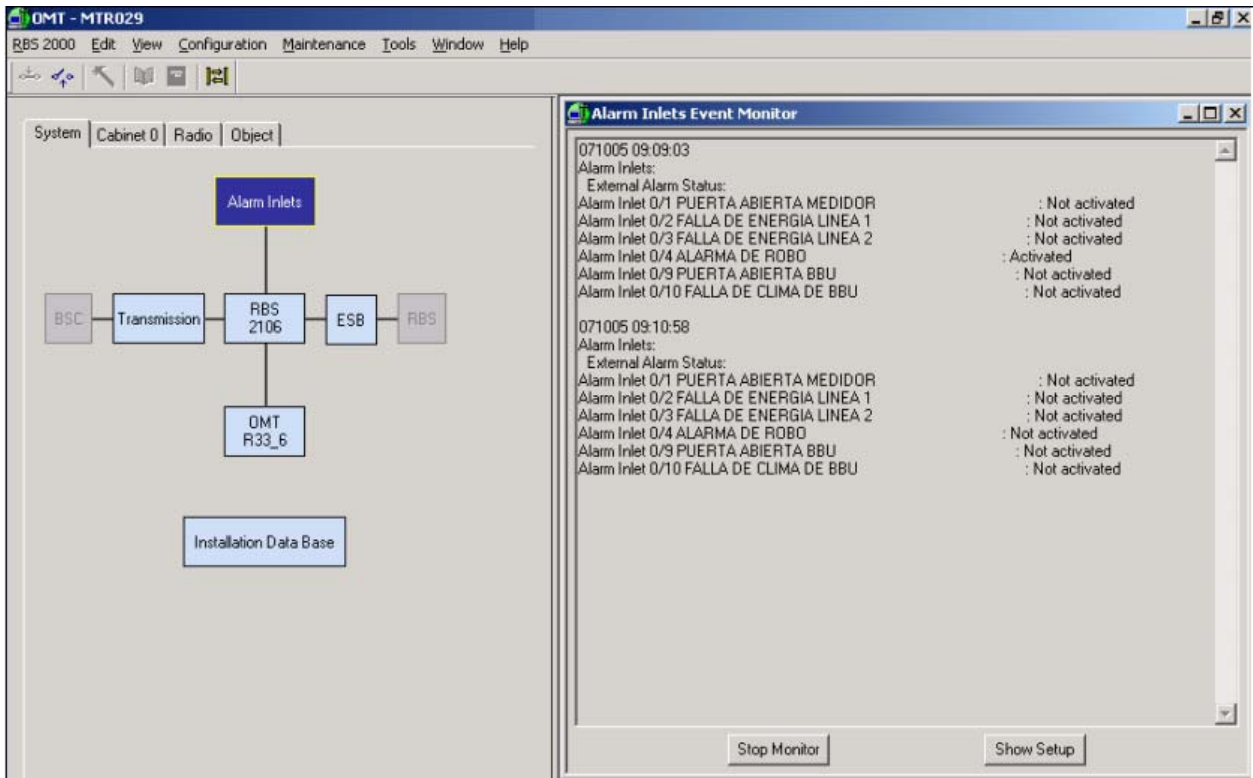 OMT - MTR029
RBS 2000 Edit View Configuration Maintenance Tools Window Help
System Cabinet 0 Radio Object
Alarm Inlets
BSC Transmission RBS 2106 ESB RBS
OMT
R33_6
Installation Data Base
Alarm Inlets Event Monitor
071005 09:09:03
Alarm Inlets:
External Alarm Status:
Alarm Inlet 0/1 PUERTA ABIERTA MEDIDOR : Not activated
Alarm Inlet 0/2 FALLA DE ENERGIA LINEA 1 : Not activated
Alarm Inlet 0/3 FALLA DE ENERGIA LINEA 2 : Not activated
Alarm Inlet 0/4 ALARMA DE ROBO : Activated
Alarm Inlet 0/9 PUERTA ABIERTA BBU : Not activated
Alarm Inlet 0/10 FALLA DE CLIMA DE BBU : Not activated
071005 09:10:58
Alarm Inlets:
External Alarm Status:
Alarm Inlet 0/1 PUERTA ABIERTA MEDIDOR : Not activated
Alarm Inlet 0/2 FALLA DE ENERGIA LINEA 1 : Not activated
Alarm Inlet 0/3 FALLA DE ENERGIA LINEA 2 : Not activated
Alarm Inlet 0/4 ALARMA DE ROBO : Not activated
Alarm Inlet 0/9 PUERTA ABIERTA BBU : Not activated
Alarm Inlet 0/10 FALLA DE CLIMA DE BBU : Not activated
Stop Monitor Show Setup